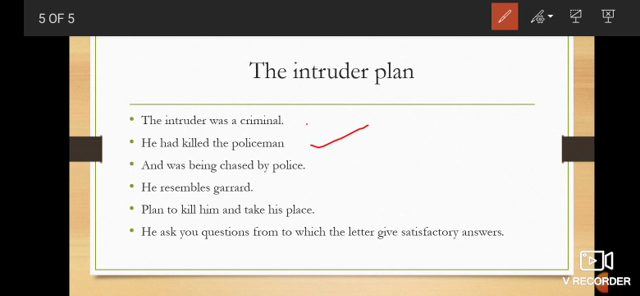 5 OF 5
The intruder plan
The intruder was a criminal.
He had killed the policeman
And was being chased by police.
He resembles garrard.
Plan to kill him and take his place.
He ask you questions from to which the letter give satisfactory answers.
V RECORDER